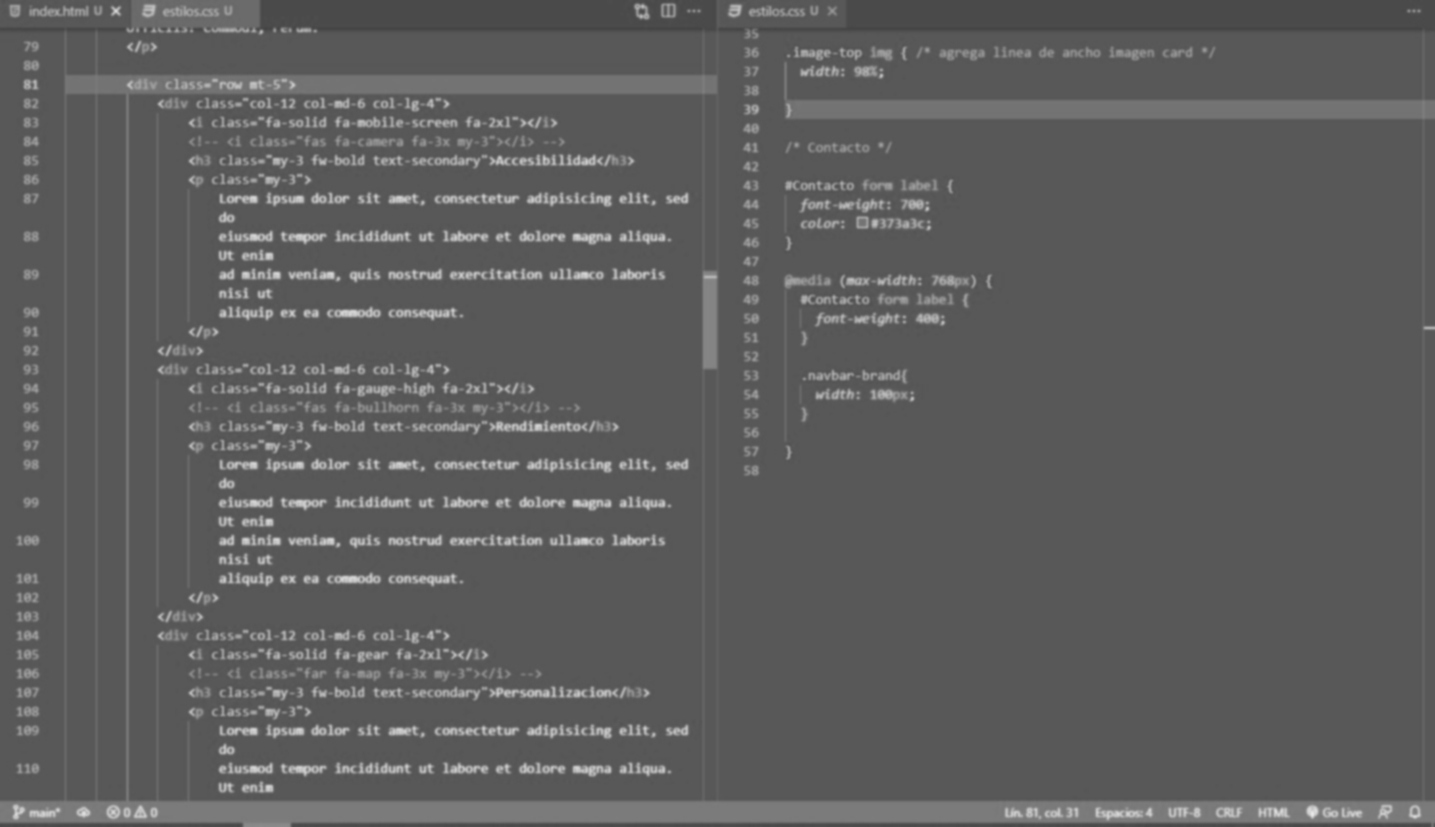 index.html U
estilos.css U
79 </p>
80
81 <div class="row mt-5">
82 <div class="col-12 col-md-6 col-lg-4">
83 <i class="fa-solid fa-mobile-screen fa-2xl"></i>
84 <!-- <i class="fas fa-camera fa-3x my-3"></i> -->
85 <h3 class="my-3 fw-bold text-secondary">Accesibilidad</h3>
86 <p class="my-3">
87 Lorem ipsum dolor sit amet, consectetur adipisicing elit, sed
do
88 eiusmod tempor incididunt ut labore et dolore magna aliqua.
Ut enim
89 ad minim veniam, quis nostrud exercitation ullamco laboris
nisi ut
90 aliquip ex ea commodo consequat.
91 </p>
92 </div>
93 <div class="col-12 col-md-6 col-lg-4">
94 <i class="fa-solid fa-gauge-high fa-2xl"></i>
95 <!-- <i class="fas fa-bullhorn fa-3x my-3"></i> -->
96 <h3 class="my-3 fw-bold text-secondary">Rendimiento</h3>
97 <p class="my-3">
98 Lorem ipsum dolor sit amet, consectetur adipisicing elit, sed
do
99 eiusmod tempor incididunt ut labore et dolore magna aliqua.
Ut enim
100 ad minim veniam, quis nostrud exercitation ullamco laboris
nisi ut
101 aliquip ex ea commodo consequat.
102 </p>
103 </div>
104 <div class="col-12 col-md-6 col-lg-4">
105 <i class="fa-solid fa-gear fa-2xl"></i>
106 <!-- <i class="far fa-map fa-3x my-3"></i> -->
107 <h3 class="my-3 fw-bold text-secondary">Personalizacion</h3>
108 <p class="my-3">
109 Lorem ipsum dolor sit amet, consectetur adipisicing elit, sed
do
110 eiusmod tempor incididunt ut labore et dolore magna aliqua.
Ut enim
estilos.css U
35
36 .image-top img { /* agrega linea de ancho imagen card */
37 width: 98%;
38
39 }
40
41 /* Contacto */
42
43 #Contacto form label {
44 font-weight: 700;
45 color: #373a3c;
46 }
47
48 @media (max-width: 768px) {
49 #Contacto form label {
50 font-weight: 400;
51 }
52
53 .navbar-brand{
54 width: 100px;
55 }
56
57 }
58
main* 0 0 Lín. 81, col. 31 Espacios: 4 UTF-8 CRLF HTML Go Live